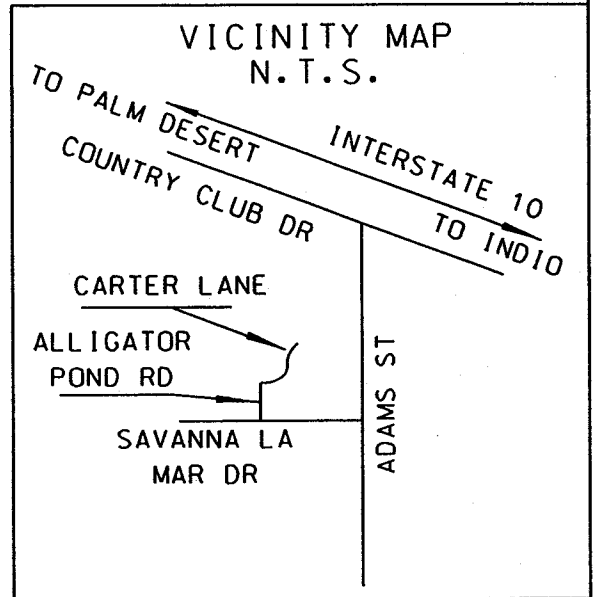 VICINITY MAP
N.T.S.
TO PALM DESERT
INTERSTATE 10
COUNTRY CLUB DR
TO INDIO
CARTER LANE
ALLIGATOR
POND RD
ADAMS ST
SAVANNA LA
MAR DR